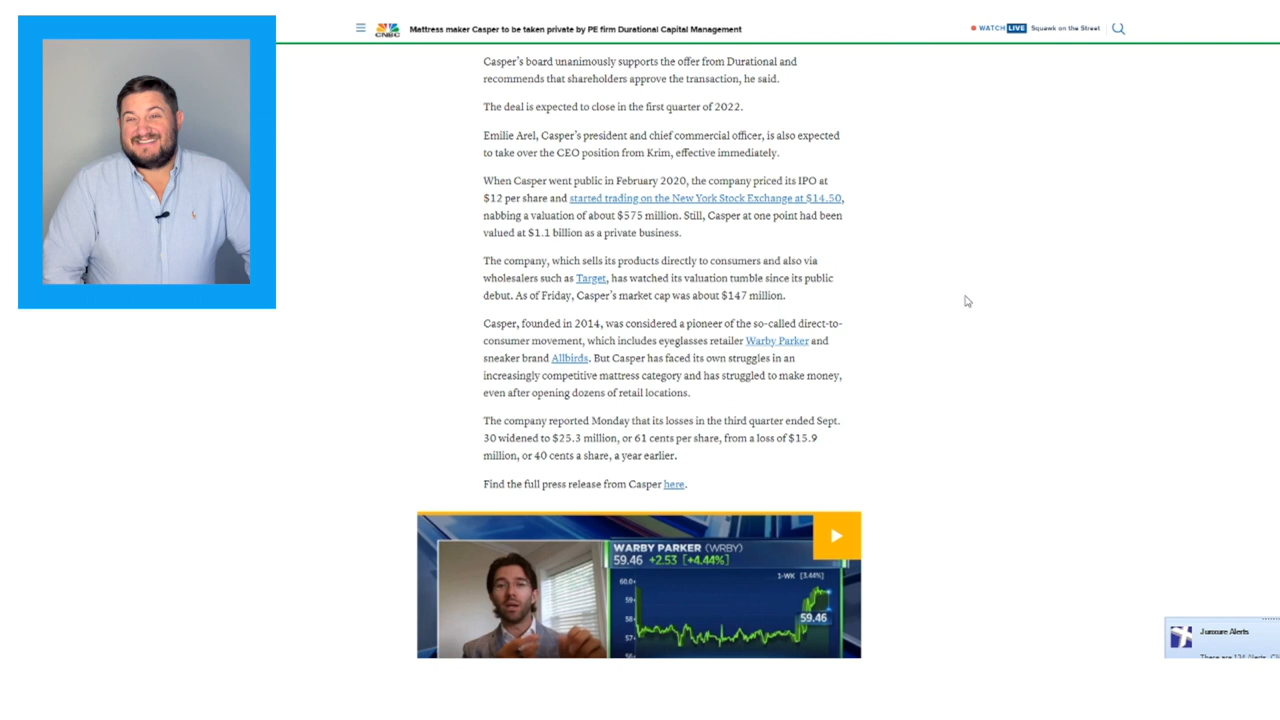 CNBC
Mattress maker Casper to be taken private by PE firm Durational Capital Management
WATCH LIVE Squawk on the Street
Casper's board unanimously supports the offer from Durational and
recommends that shareholders approve the transaction, he said.
The deal is expected to close in the first quarter of 2022.
Emilie Arel, Casper's president and chief commercial officer, is also expected
to take over the CEO position from Krim, effective immediately.
When Casper went public in February 2020, the company priced its IPO at
$12 per share and started trading on the New York Stock Exchange at $14.50,
nabbing a valuation of about $575 million. Still, Casper at one point had been
valued at $1.1 billion as a private business.
The company, which sells its products directly to consumers and also via
wholesalers such as Target, has watched its valuation tumble since its public
debut. As of Friday, Casper's market cap was about $147 million.
Casper, founded in 2014, was considered a pioneer of the so-called direct-to-
consumer movement, which includes eyeglasses retailer Warby Parker and
sneaker brand Allbirds. But Casper has faced its own struggles in an
increasingly competitive mattress category and has struggled to make money,
even after opening dozens of retail locations.
The company reported Monday that its losses in the third quarter ended Sept.
30 widened to $25.3 million, or 61 cents per share, from a loss of $15.9
million, or 40 cents a share, a year earlier.
Find the full press release from Casper here.
WARBY PARKER (WRBY)
59.46 +2.53 [+4.44%]
1-WK [3.44%]
60.0
59
58
59.46
57
56
Junxure Alerts
There are 134 Alerts. Cli